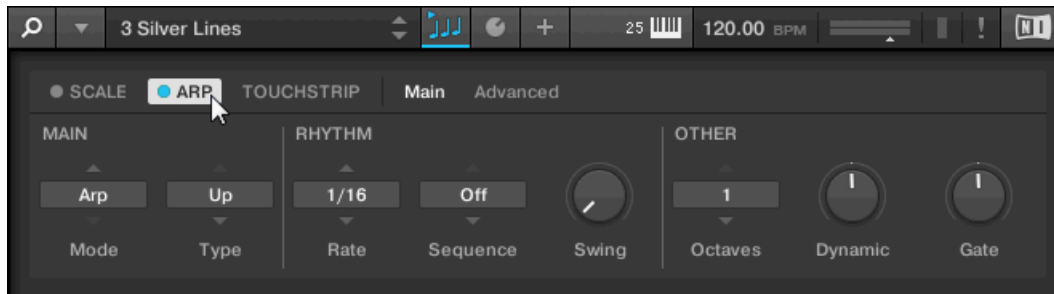 3 Silver Lines 25 120.00 BPM ! NI
SCALE ARP TOUCHSTRIP Main Advanced
MAIN RHYTHM OTHER
Arp Up 1/16 Off 1
Mode Type Rate Sequence Swing Octaves Dynamic Gate